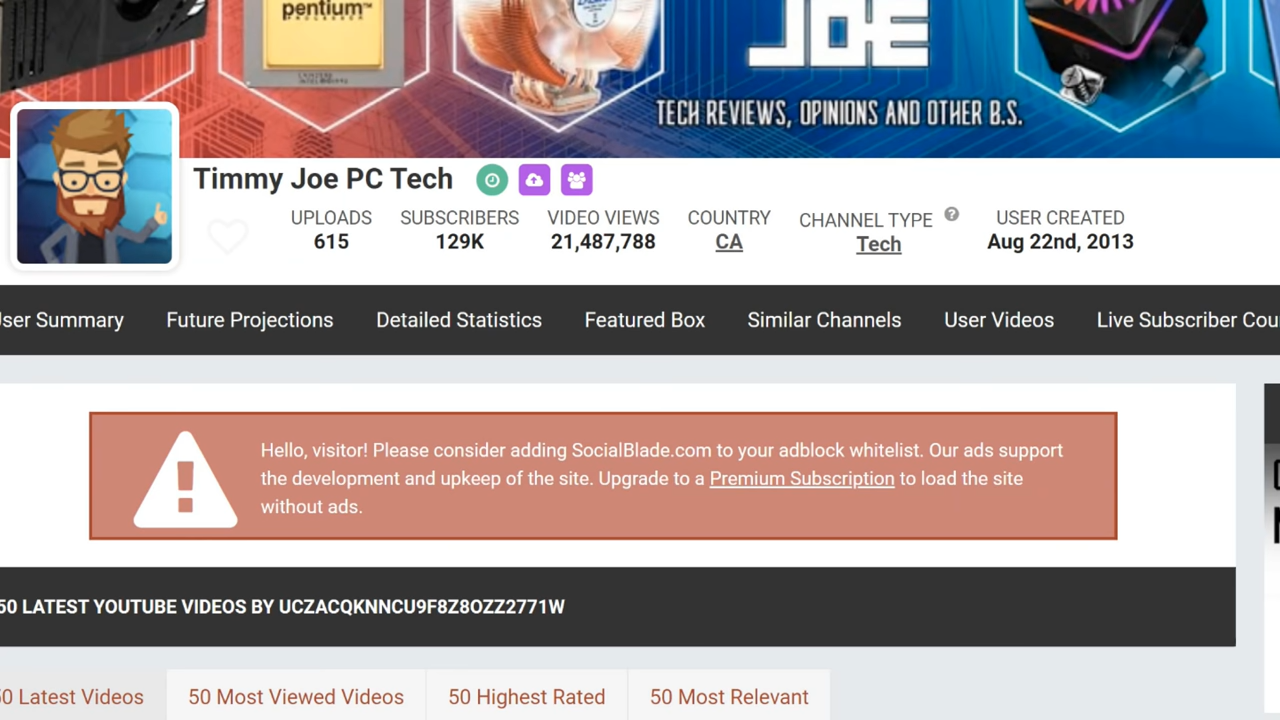 pentium™
PROCESSOR
JOE
TECH REVIEWS, OPINIONS AND OTHER B.S.
Timmy Joe PC Tech
UPLOADS SUBSCRIBERS VIDEO VIEWS COUNTRY CHANNEL TYPE ? USER CREATED
615 129K 21,487,788 CA Tech Aug 22nd, 2013
User Summary Future Projections Detailed Statistics Featured Box Similar Channels User Videos Live Subscriber Cou
Hello, visitor! Please consider adding SocialBlade.com to your adblock whitelist. Our ads support
the development and upkeep of the site. Upgrade to a Premium Subscription to load the site
without ads.
50 LATEST YOUTUBE VIDEOS BY UCZACQKNNCU9F8Z8OZZ2771W
50 Latest Videos 50 Most Viewed Videos 50 Highest Rated 50 Most Relevant